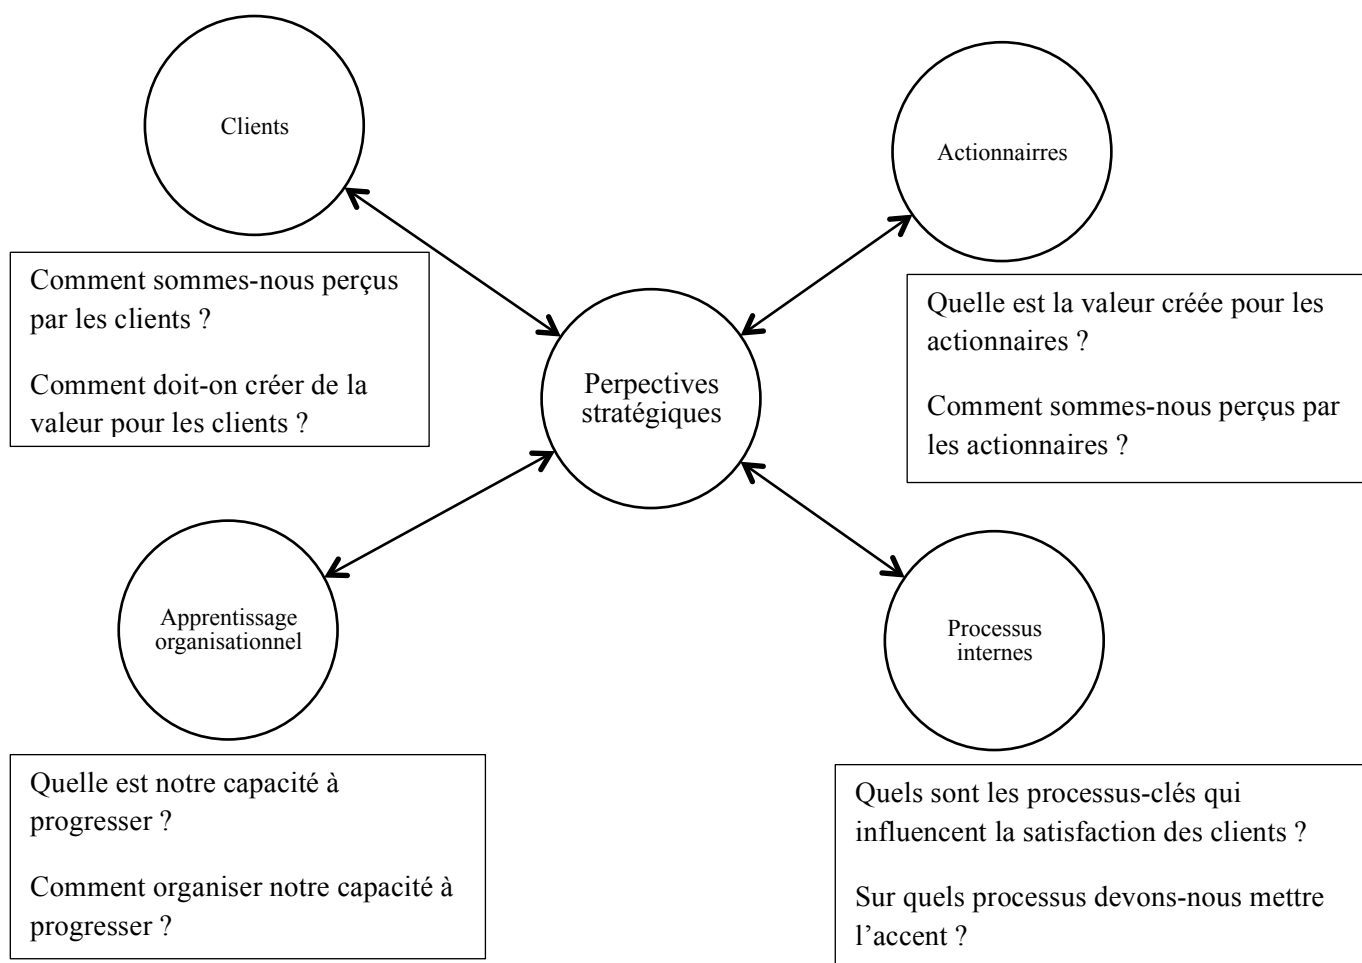 Clients
Actionnairres
Comment sommes-nous perçus
par les clients ?
Comment doit-on créer de la
valeur pour les clients ?
Quelle est la valeur créée pour les
actionnaires ?
Comment sommes-nous perçus par
les actionnaires ?
Perpectives
stratégiques
Apprentissage
organisationnel
Processus
internes
Quelle est notre capacité à
progresser ?
Comment organiser notre capacité à
progresser ?
Quels sont les processus-clés qui
influencent la satisfaction des clients ?
Sur quels processus devons-nous mettre
l’accent ?